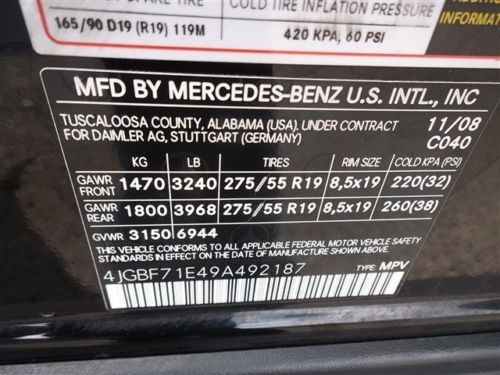 165/90 D19 (R19) 119M
COLD TIRE INFLATION PRESSURE
420 KPA, 60 PSI
ADDITIONAL
INFORMATION
MFD BY MERCEDES-BENZ U.S. INTL., INC
TUSCALOOSA COUNTY, ALABAMA (USA). UNDER CONTRACT 11/08
FOR DAIMLER AG, STUTTGART (GERMANY) C040
KG LB TIRES RIM SIZE COLD KPA (PSI)
GAWR FRONT 1470 3240 275/55 R19 8,5x19 220(32)
GAWR REAR 1800 3968 275/55 R19 8,5x19 260(38)
GVWR 3150 6944
THIS VEHICLE CONFORMS TO ALL APPLICABLE FEDERAL MOTOR VEHICLE SAFETY
STANDARDS IN EFFECT ON THE DATE OF MANUFACTURE SHOWN ABOVE
4JGBF71E49A492187 TYPE: MPV